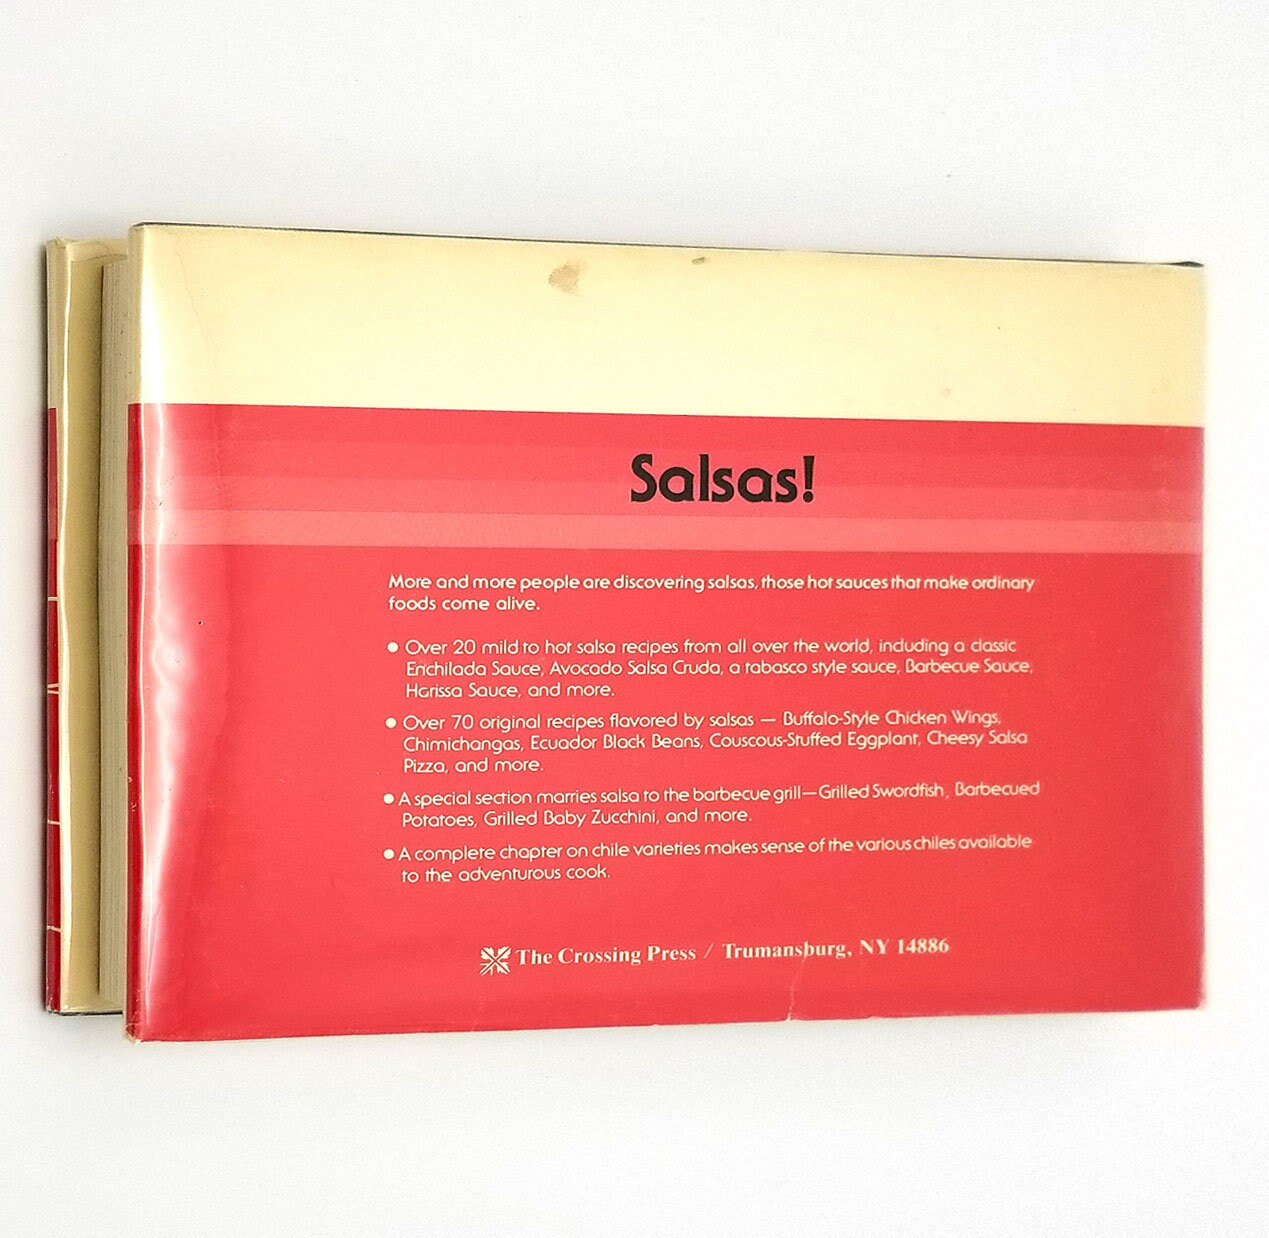 Salsas!
More and more people are discovering salsas, those hot sauces that make ordinary
foods come alive.
● Over 20 mild to hot salsa recipes from all over the world, including a classic
Enchilada Sauce, Avocado Salsa Cruda, a tabasco style sauce, Barbecue Sauce,
Harissa Sauce, and more.
● Over 70 original recipes flavored by salsas — Buffalo-Style Chicken Wings,
Chimichangas, Ecuador Black Beans, Couscous-Stuffed Eggplant, Cheesy Salsa
Pizza, and more.
● A special section marries salsa to the barbecue grill—Grilled Swordfish, Barbecued
Potatoes, Grilled Baby Zucchini, and more.
● A complete chapter on chile varieties makes sense of the various chiles available
to the adventurous cook.
The Crossing Press / Trumansburg, NY 14886